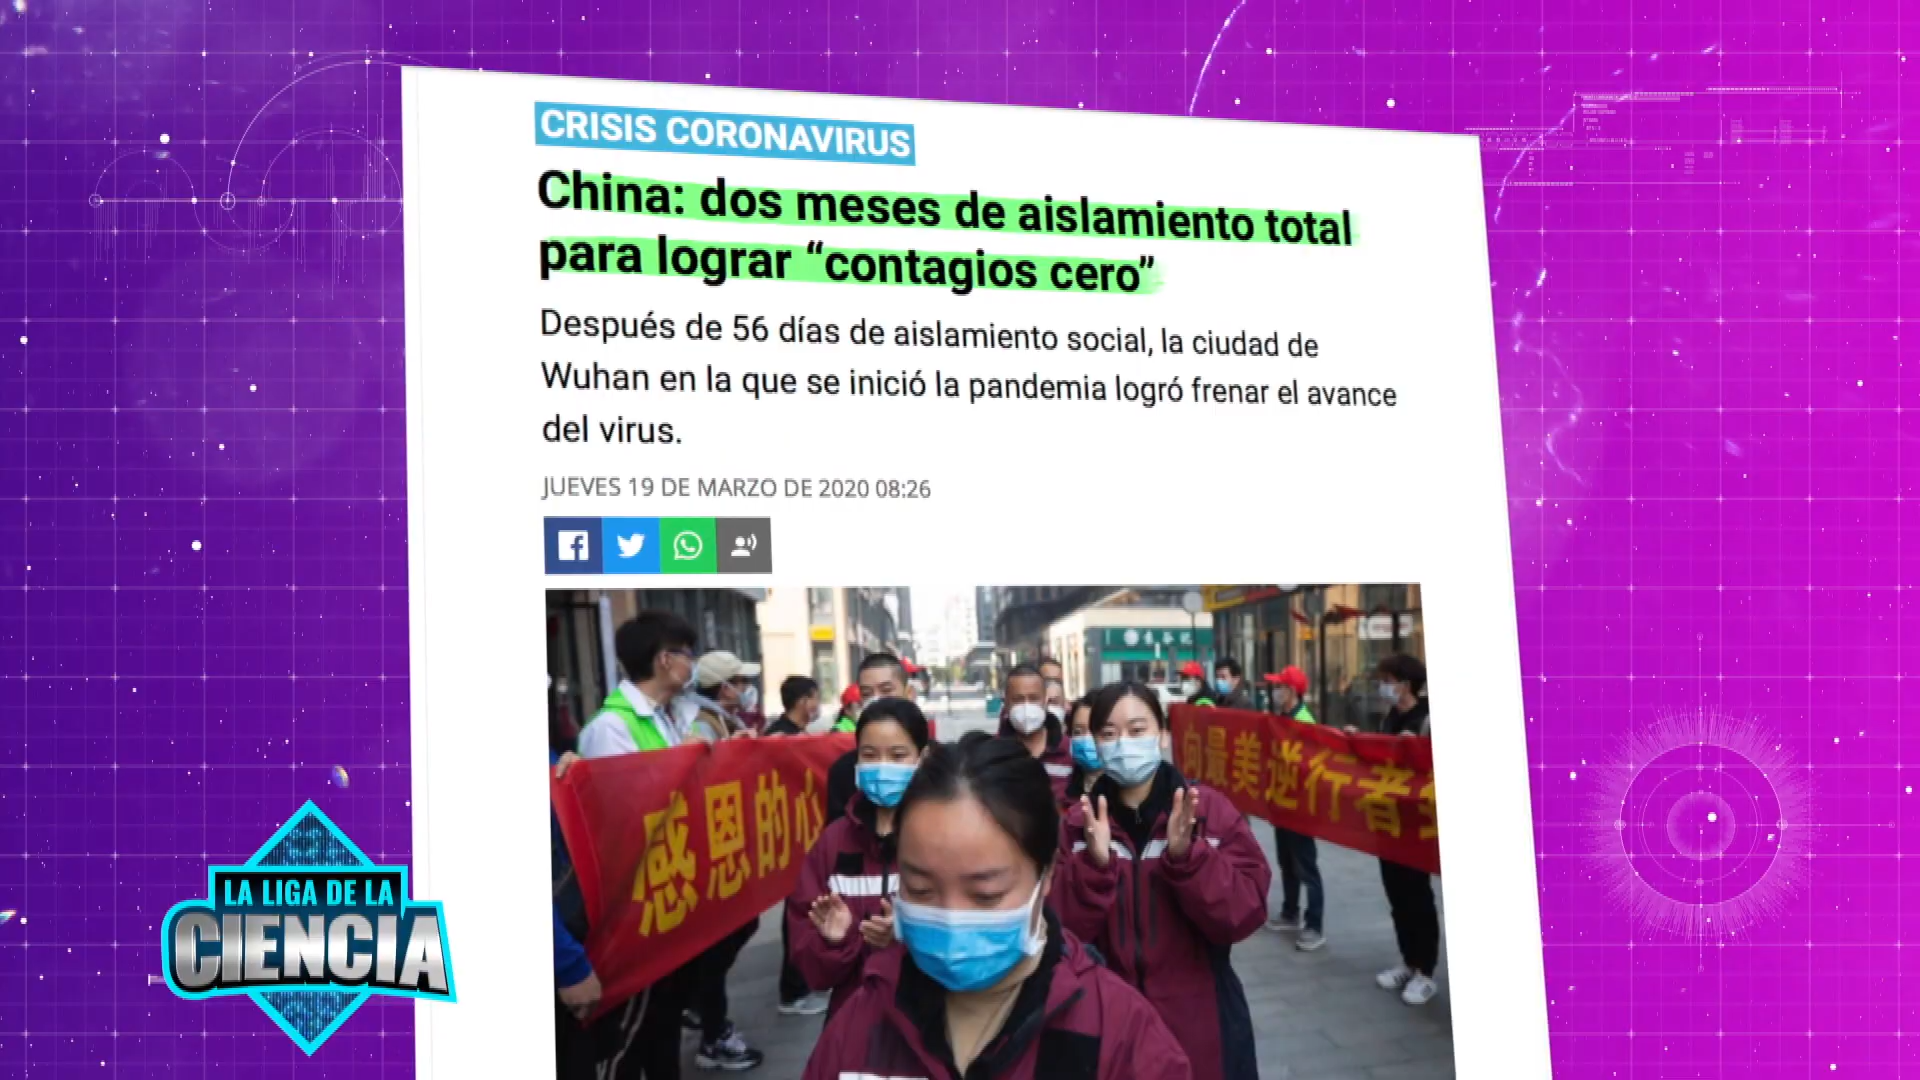 CRISIS CORONAVIRUS
China: dos meses de aislamiento total
para lograr “contagios cero”
Después de 56 días de aislamiento social, la ciudad de
Wuhan en la que se inició la pandemia logró frenar el avance
del virus.
JUEVES 19 DE MARZO DE 2020 08:26
感恩的心
向最美逆行者
LA LIGA DE LA
CIENCIA